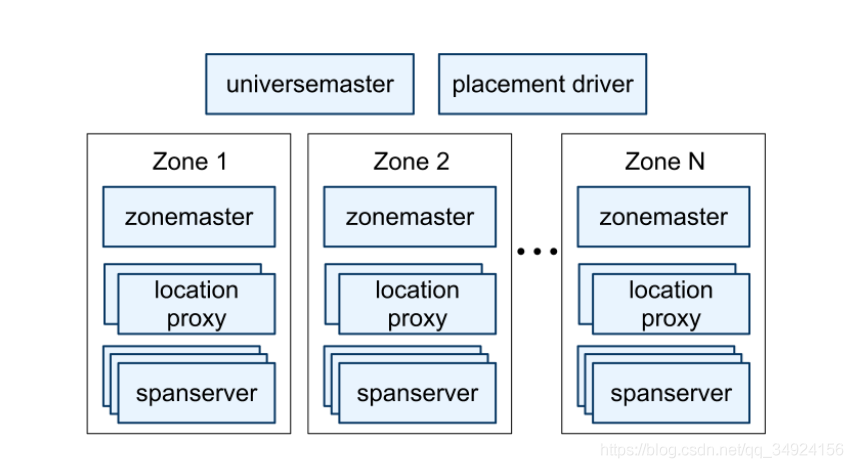 universemaster placement driver
Zone 1 Zone 2 Zone N
zonemaster zonemaster zonemaster
location location location
proxy proxy proxy
spanserver spanserver spanserver
https://blog.csdn.net/qq_34924156